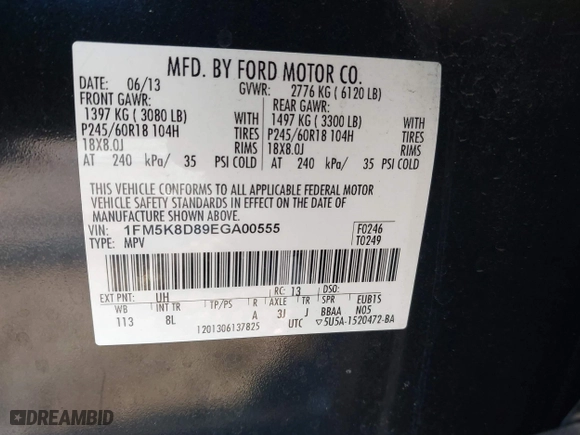 MFD. BY FORD MOTOR CO.
DATE: 06/13 GVWR: 2776 KG ( 6120 LB)
FRONT GAWR: REAR GAWR:
1397 KG ( 3080 LB) WITH 1497 KG ( 3300 LB) WITH
P245/60R18 104H TIRES P245/60R18 104H TIRES
18X8.0J RIMS 18X8.0J RIMS
AT 240 kPa/ 35 PSI COLD AT 240 kPa/ 35 PSI COLD
THIS VEHICLE CONFORMS TO ALL APPLICABLE FEDERAL MOTOR
VEHICLE SAFETY STANDARDS IN EFFECT ON THE DATE OF
MANUFACTURE SHOWN ABOVE.
VIN: 1FM5K8D89EGA00555 F0246
TYPE: MPV T0249
EXT PNT: UH RC: 13 DSO:
WB INT TR TP/PS R AXLE TR SPR EUB1S
113 8L A 3J J BBAA N05
1201306137825 UTC ▽5U5A-1520472-BA
DREAMBID